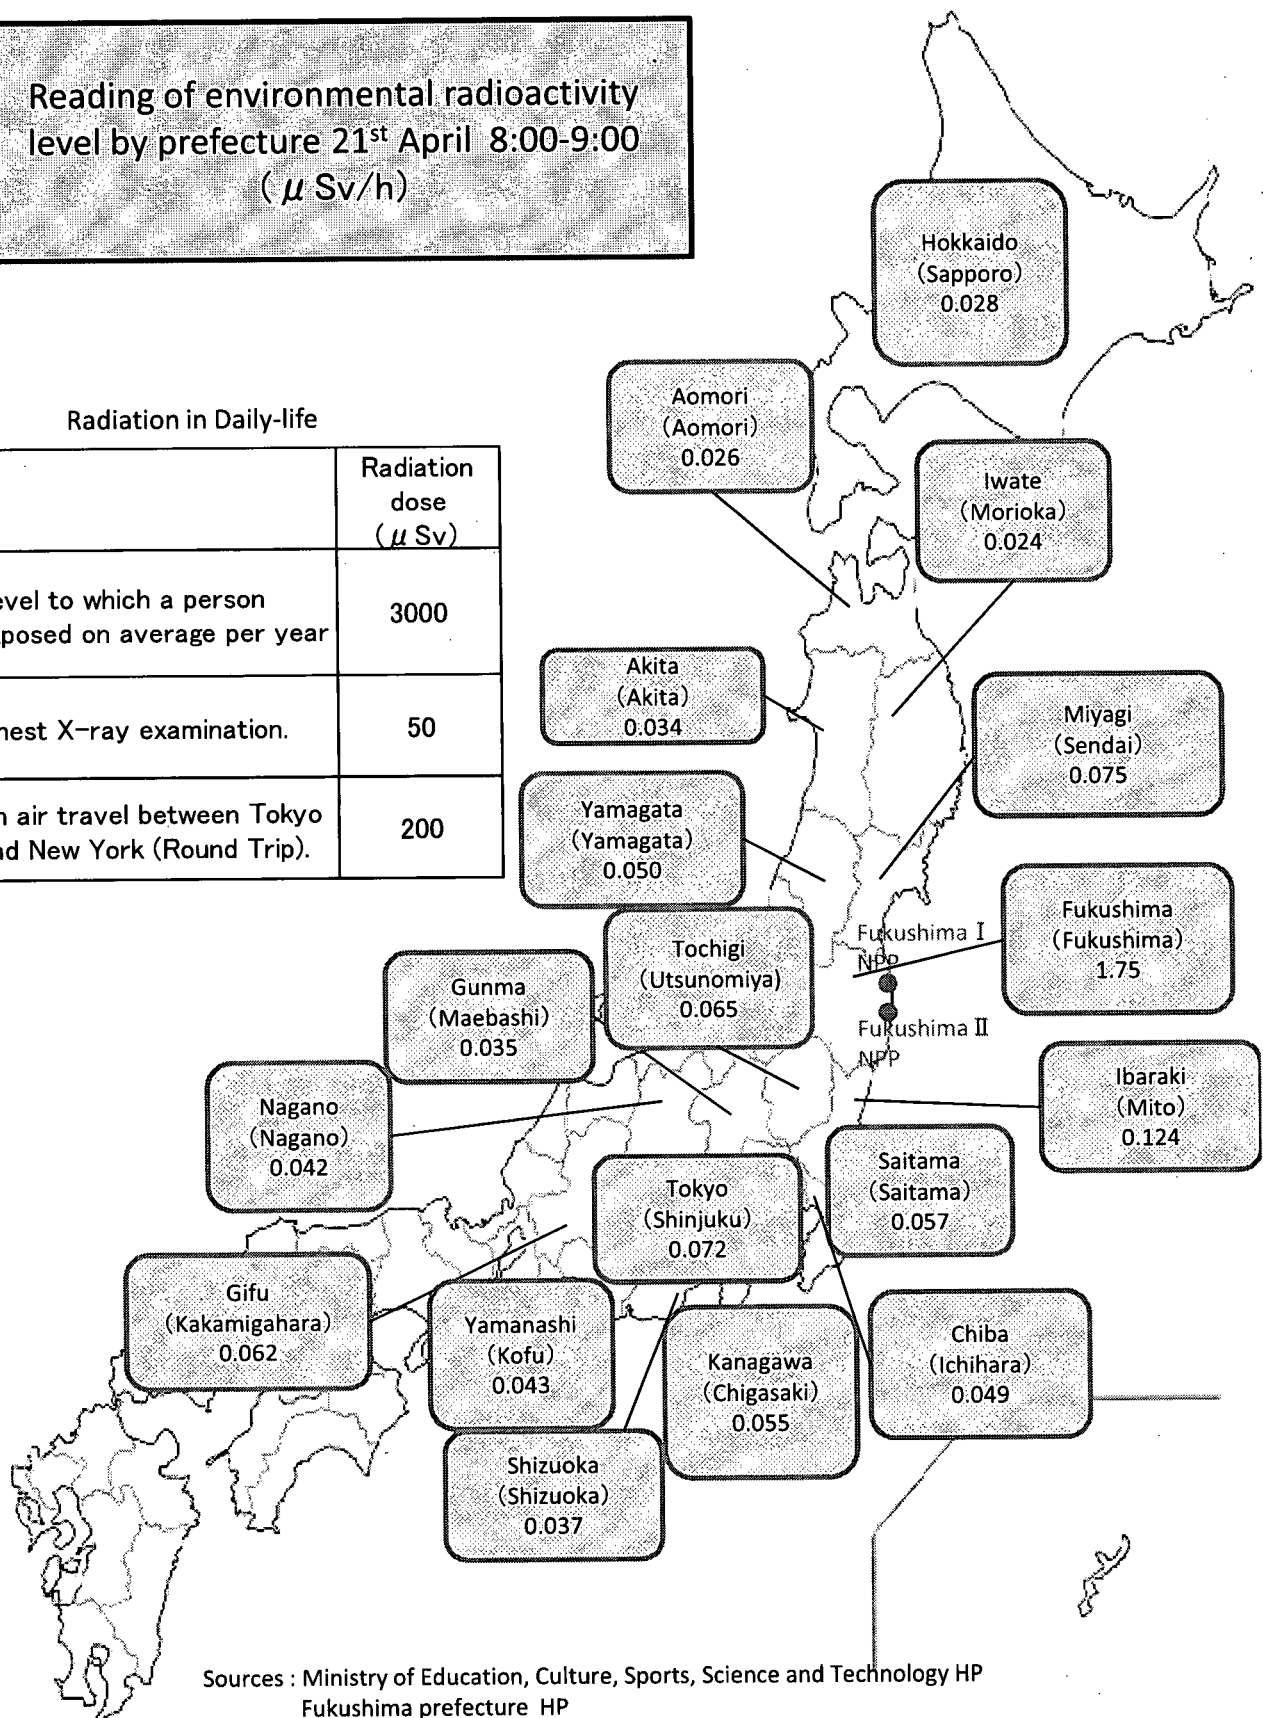 Reading of environmental radioactivity
level by prefecture 21st April 8:00-9:00
( μ Sv/h)
Hokkaido
(Sapporo)
0.028
Aomori
(Aomori)
0.026
Iwate
(Morioka)
0.024
Radiation in Daily-life
Radiation
dose
( μ Sv)
evel to which a person
posed on average per year
3000
hest X-ray examination.
50
n air travel between Tokyo
d New York (Round Trip).
200
Akita
(Akita)
0.034
Miyagi
(Sendai)
0.075
Yamagata
(Yamagata)
0.050
Fukushima
(Fukushima)
1.75
Fukushima Ⅰ
NPP
Fukushima Ⅱ
NPP
Tochigi
(Utsunomiya)
0.065
Gunma
(Maebashi)
0.035
Ibaraki
(Mito)
0.124
Nagano
(Nagano)
0.042
Saitama
(Saitama)
0.057
Tokyo
(Shinjuku)
0.072
Gifu
(Kakamigahara)
0.062
Yamanashi
(Kofu)
0.043
Kanagawa
(Chigasaki)
0.055
Chiba
(Ichihara)
0.049
Shizuoka
(Shizuoka)
0.037
Sources : Ministry of Education, Culture, Sports, Science and Technology HP
Fukushima prefecture HP